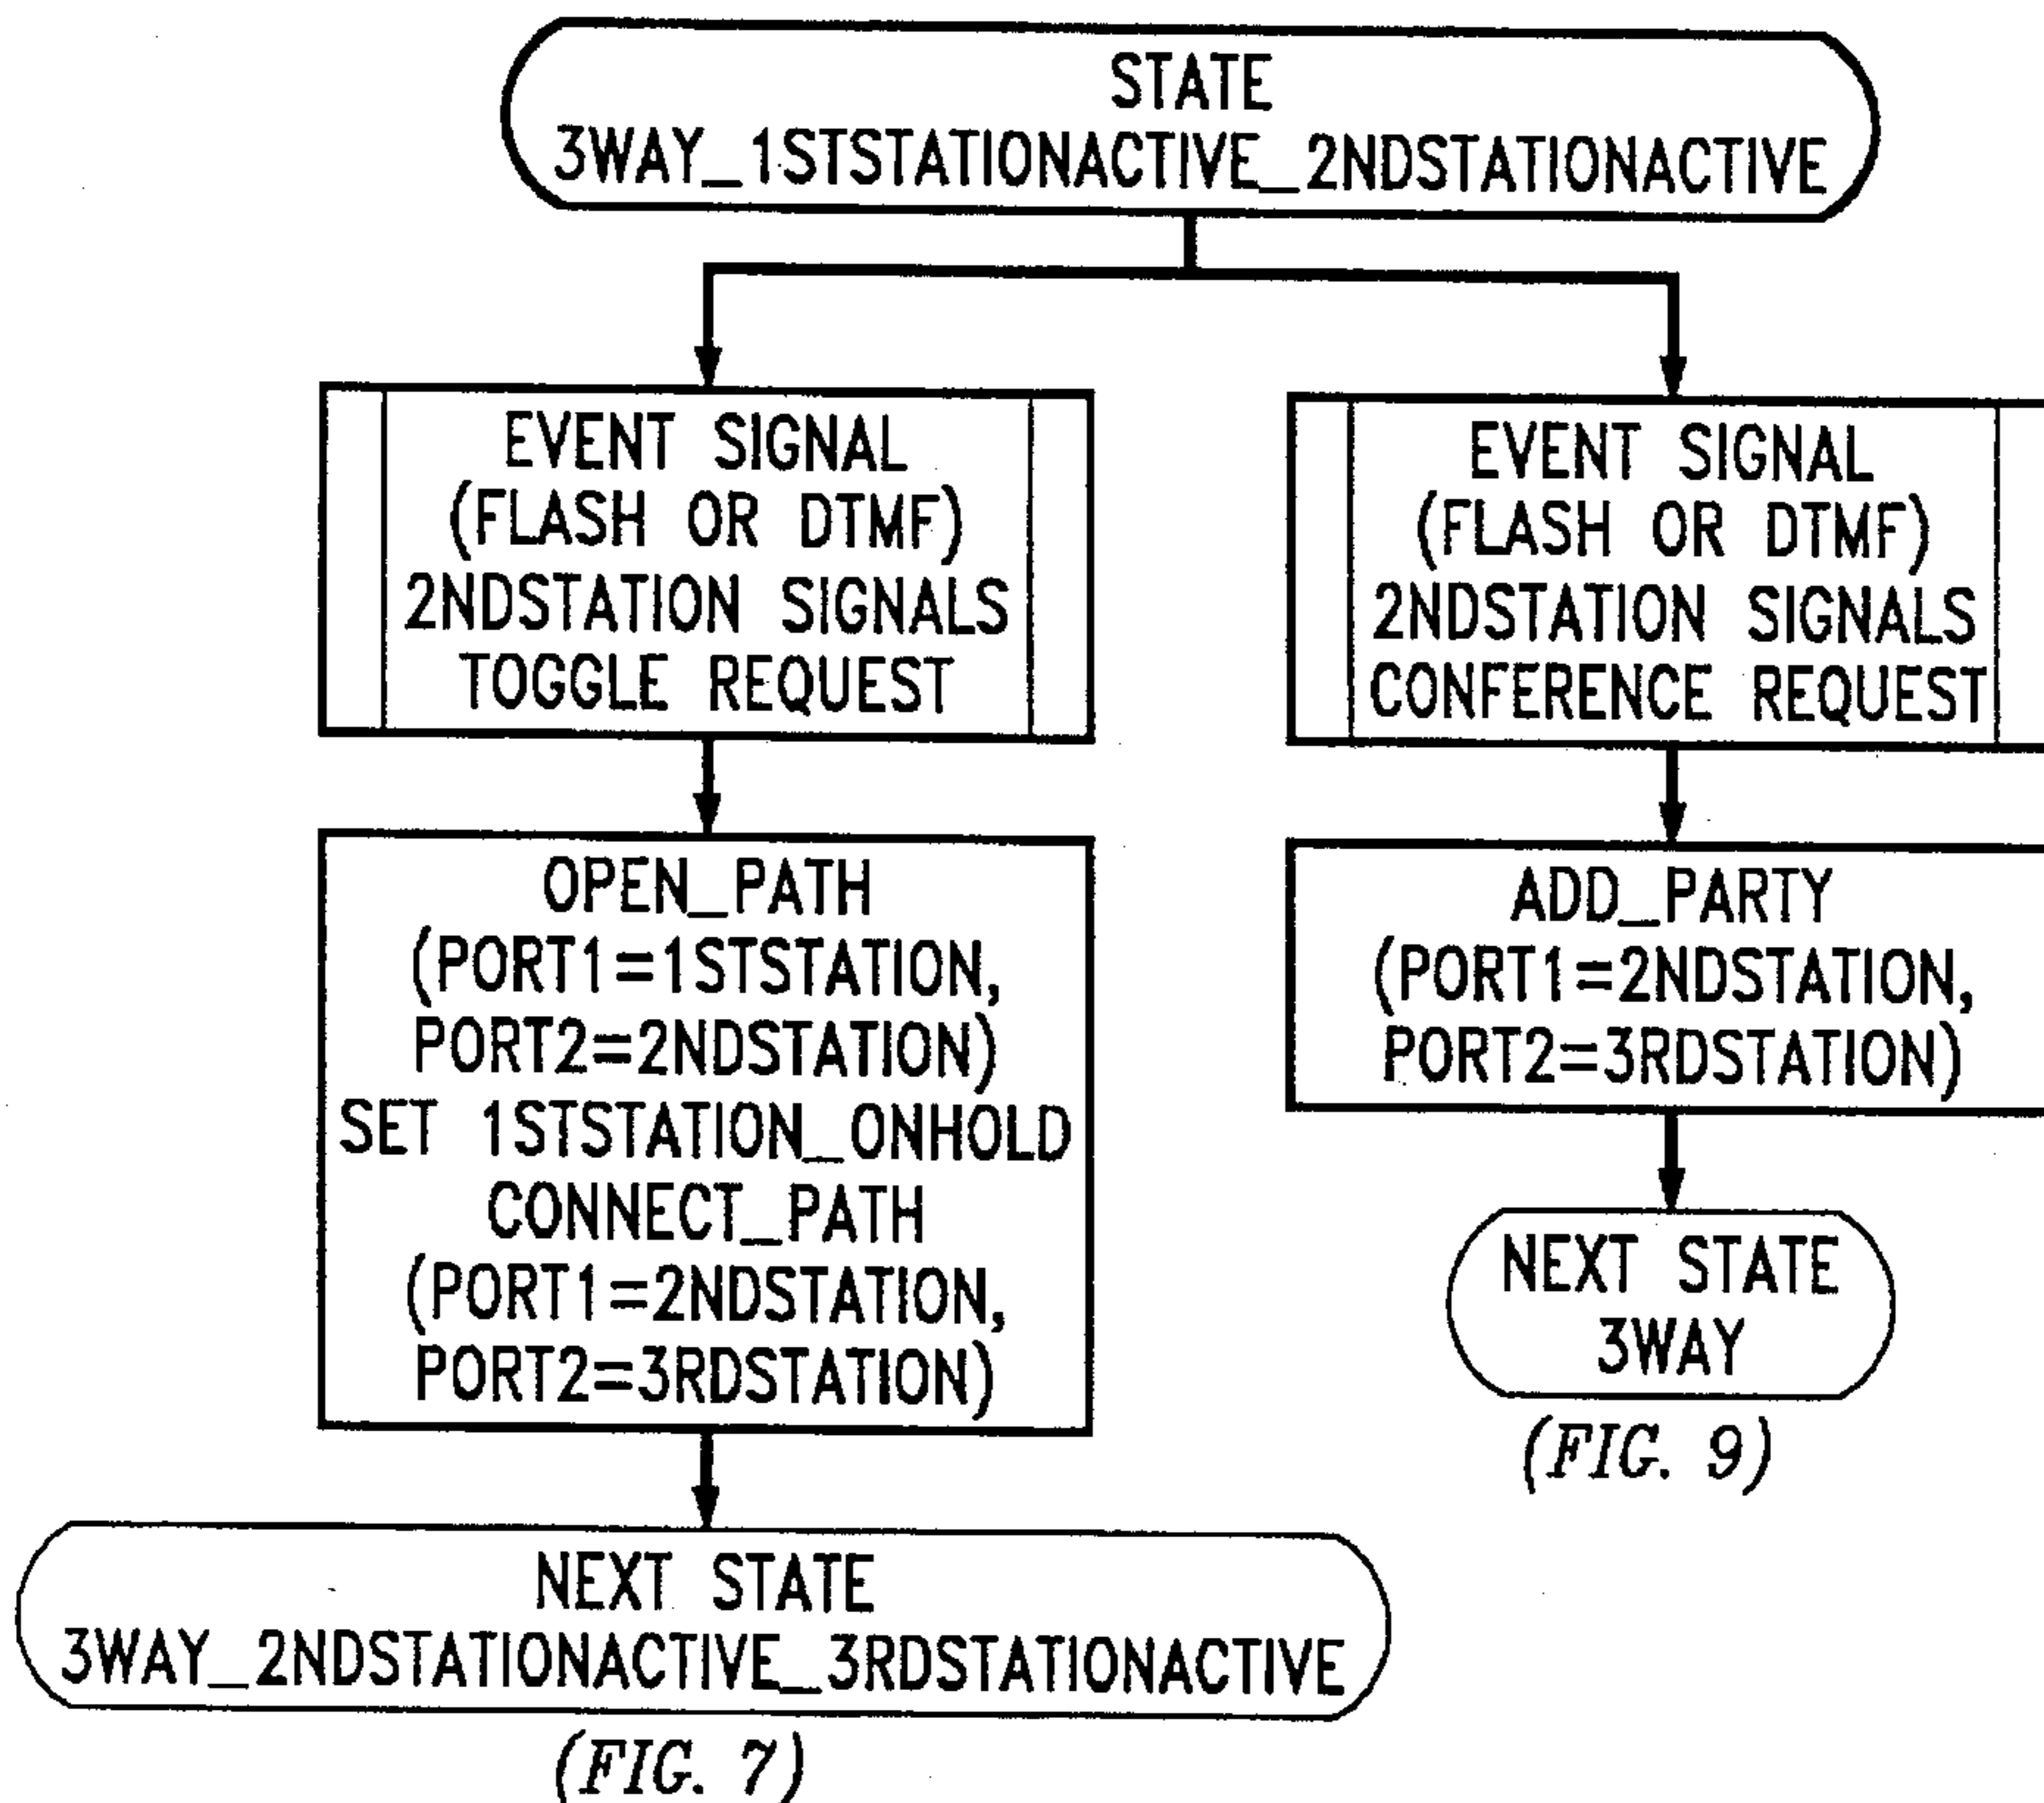 STATE
3WAY_1STSTATIONACTIVE_2NDSTATIONACTIVE
EVENT SIGNAL
(FLASH OR DTMF)
2NDSTATION SIGNALS
TOGGLE REQUEST
OPEN_PATH
(PORT1=1STSTATION,
PORT2=2NDSTATION)
SET 1STSTATION_ONHOLD
CONNECT_PATH
(PORT1=2NDSTATION,
PORT2=3RDSTATION)
NEXT STATE
3WAY_2NDSTATIONACTIVE_3RDSTATIONACTIVE
(FIG. 7)
EVENT SIGNAL
(FLASH OR DTMF)
2NDSTATION SIGNALS
CONFERENCE REQUEST
ADD_PARTY
(PORT1=2NDSTATION,
PORT2=3RDSTATION)
NEXT STATE
3WAY
(FIG. 9)